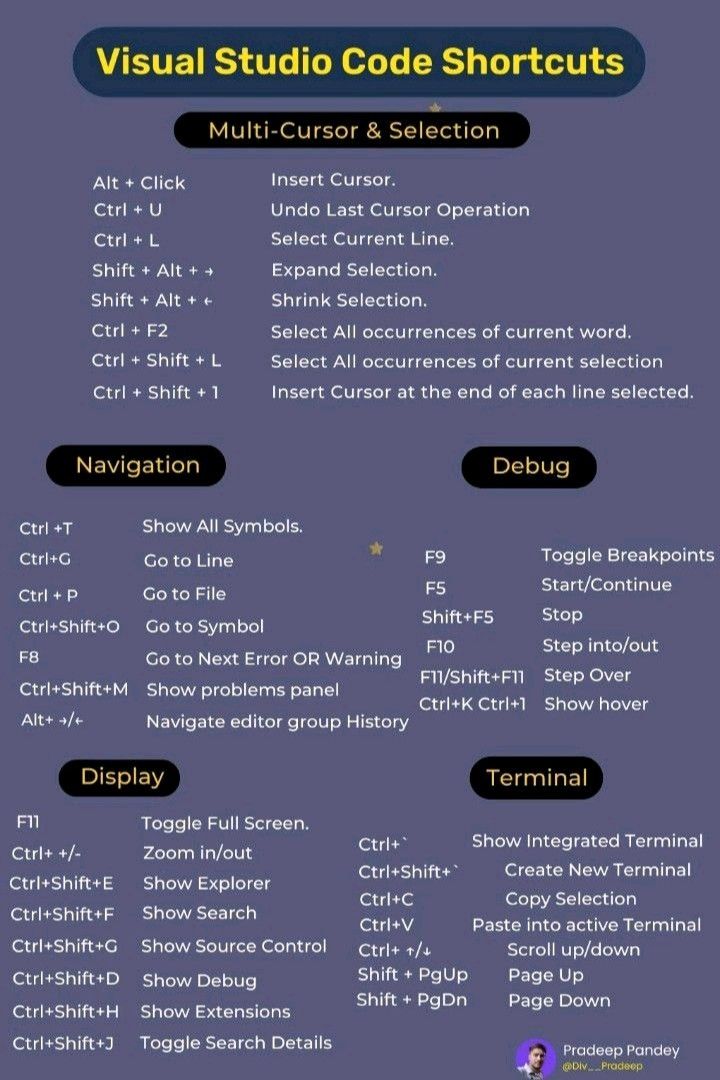 Visual Studio Code Shortcuts
Multi-Cursor & Selection
Alt + Click Insert Cursor.
Ctrl + U Undo Last Cursor Operation
Ctrl + L Select Current Line.
Shift + Alt + → Expand Selection.
Shift + Alt + ← Shrink Selection.
Ctrl + F2 Select All occurrences of current word.
Ctrl + Shift + L Select All occurrences of current selection
Ctrl + Shift + 1 Insert Cursor at the end of each line selected.
Navigation
Ctrl +T Show All Symbols.
Ctrl+G Go to Line
Ctrl + P Go to File
Ctrl+Shift+O Go to Symbol
F8 Go to Next Error OR Warning
Ctrl+Shift+M Show problems panel
Alt+ →/← Navigate editor group History
Debug
F9 Toggle Breakpoints
F5 Start/Continue
Shift+F5 Stop
F10 Step into/out
F11/Shift+F11 Step Over
Ctrl+K Ctrl+1 Show hover
Display
F11 Toggle Full Screen.
Ctrl+ +/- Zoom in/out
Ctrl+Shift+E Show Explorer
Ctrl+Shift+F Show Search
Ctrl+Shift+G Show Source Control
Ctrl+Shift+D Show Debug
Ctrl+Shift+H Show Extensions
Ctrl+Shift+J Toggle Search Details
Terminal
Ctrl+` Show Integrated Terminal
Ctrl+Shift+` Create New Terminal
Ctrl+C Copy Selection
Ctrl+V Paste into active Terminal
Ctrl+ ↑/↓ Scroll up/down
Shift + PgUp Page Up
Shift + PgDn Page Down
Pradeep Pandey
@Div__Pradeep